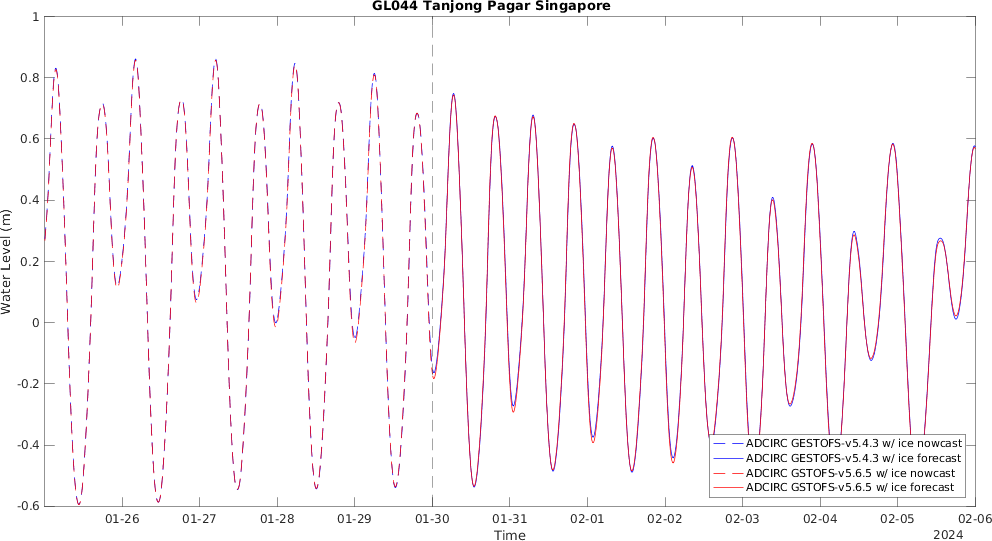 GL044 Tanjong Pagar Singapore
1
0.8
0.6
0.4
0.2
0
-0.2
-0.4
-0.6
Water Level (m)
ADCIRC GESTOFS-v5.4.3 w/ ice nowcast
ADCIRC GESTOFS-v5.4.3 w/ ice forecast
ADCIRC GSTOFS-v5.6.5 w/ ice nowcast
ADCIRC GSTOFS-v5.6.5 w/ ice forecast
01-26 01-27 01-28 01-29 01-30 01-31 02-01 02-02 02-03 02-04 02-05 02-06
Time
2024